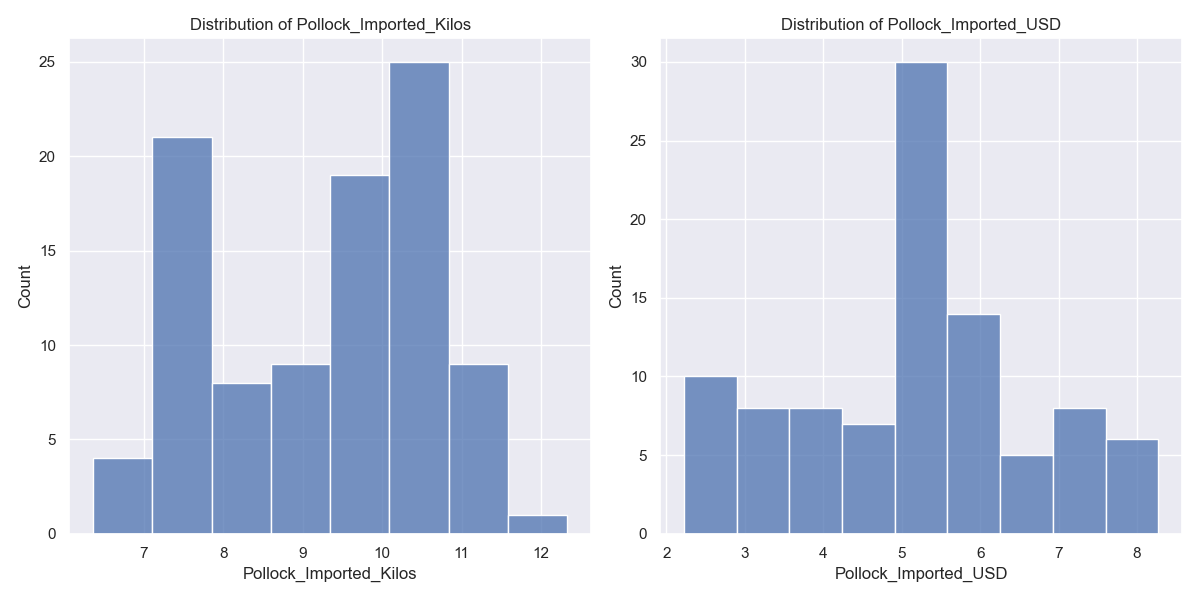 Distribution of Pollock_Imported_Kilos
25
20
15
10
5
0
Count
7 8 9 10 11 12
Pollock_Imported_Kilos
Distribution of Pollock_Imported_USD
30
25
20
15
10
5
0
Count
2 3 4 5 6 7 8
Pollock_Imported_USD